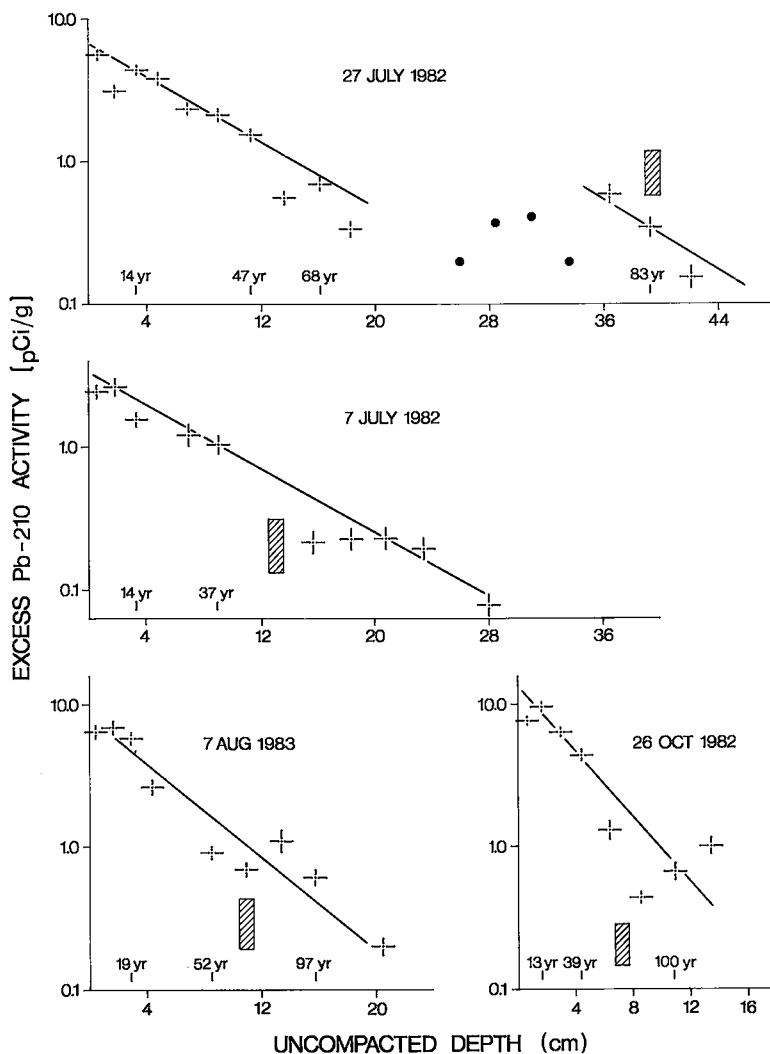 EXCESS Pb-210 ACTIVITY [pCi/g]
10.0
27 JULY 1982
1.0
14 yr 47 yr 68 yr 83 yr
0.1
4 12 20 28 36 44
7 JULY 1982
1.0
14 yr 37 yr
0.1
4 12 20 28 36
10.0
7 AUG 1983
1.0
19 yr 52 yr 97 yr
0.1
4 12 20
10.0
26 OCT 1982
1.0
13 yr 39 yr 100 yr
0.1
4 8 12 16
UNCOMPACTED DEPTH (cm)